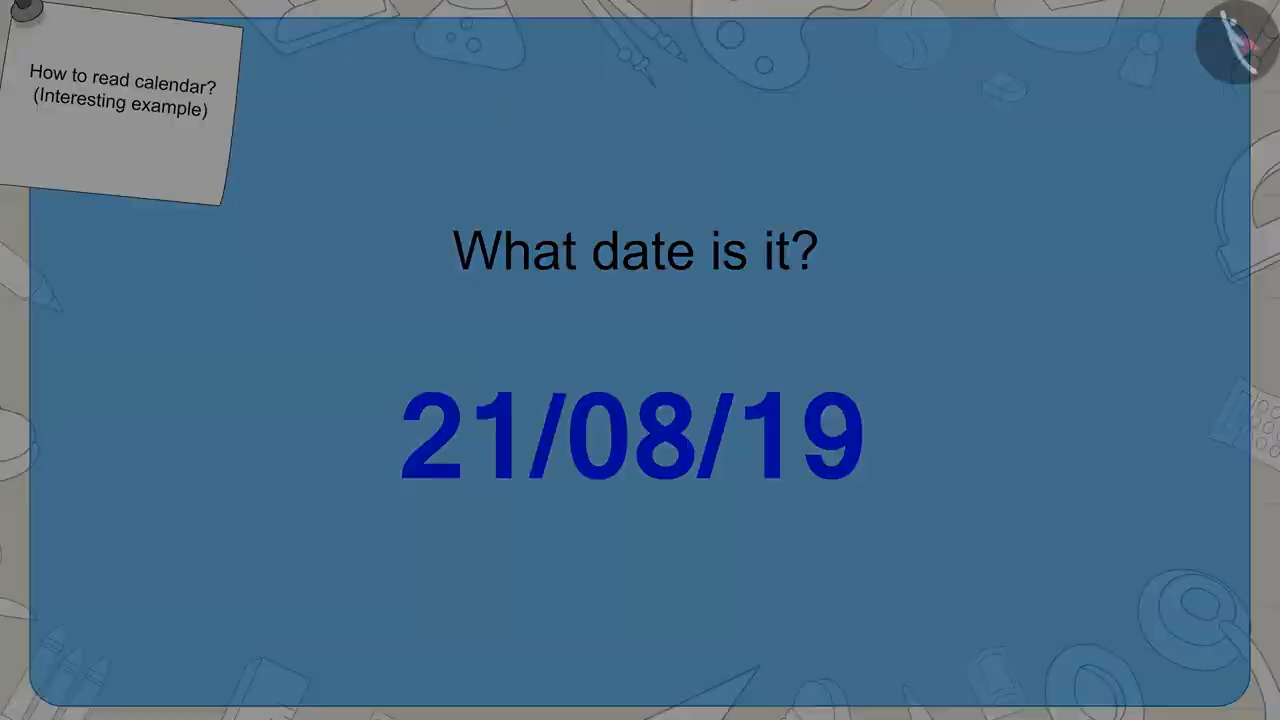 How to read calendar?
(Interesting example)
What date is it?
21/08/19